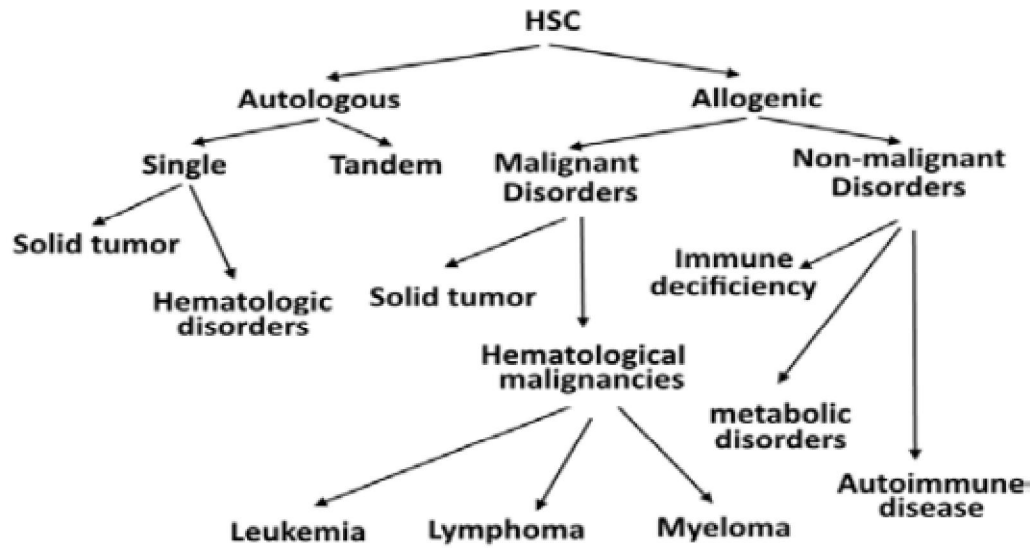 HSC
Autologous
Allogenic
Single
Tandem
Malignant
Disorders
Non-malignant
Disorders
Solid tumor
Hematologic
disorders
Solid tumor
Immune
decificiency
Hematological
malignancies
metabolic
disorders
Autoimmune-
disease
Leukemia
Lymphoma
Myeloma